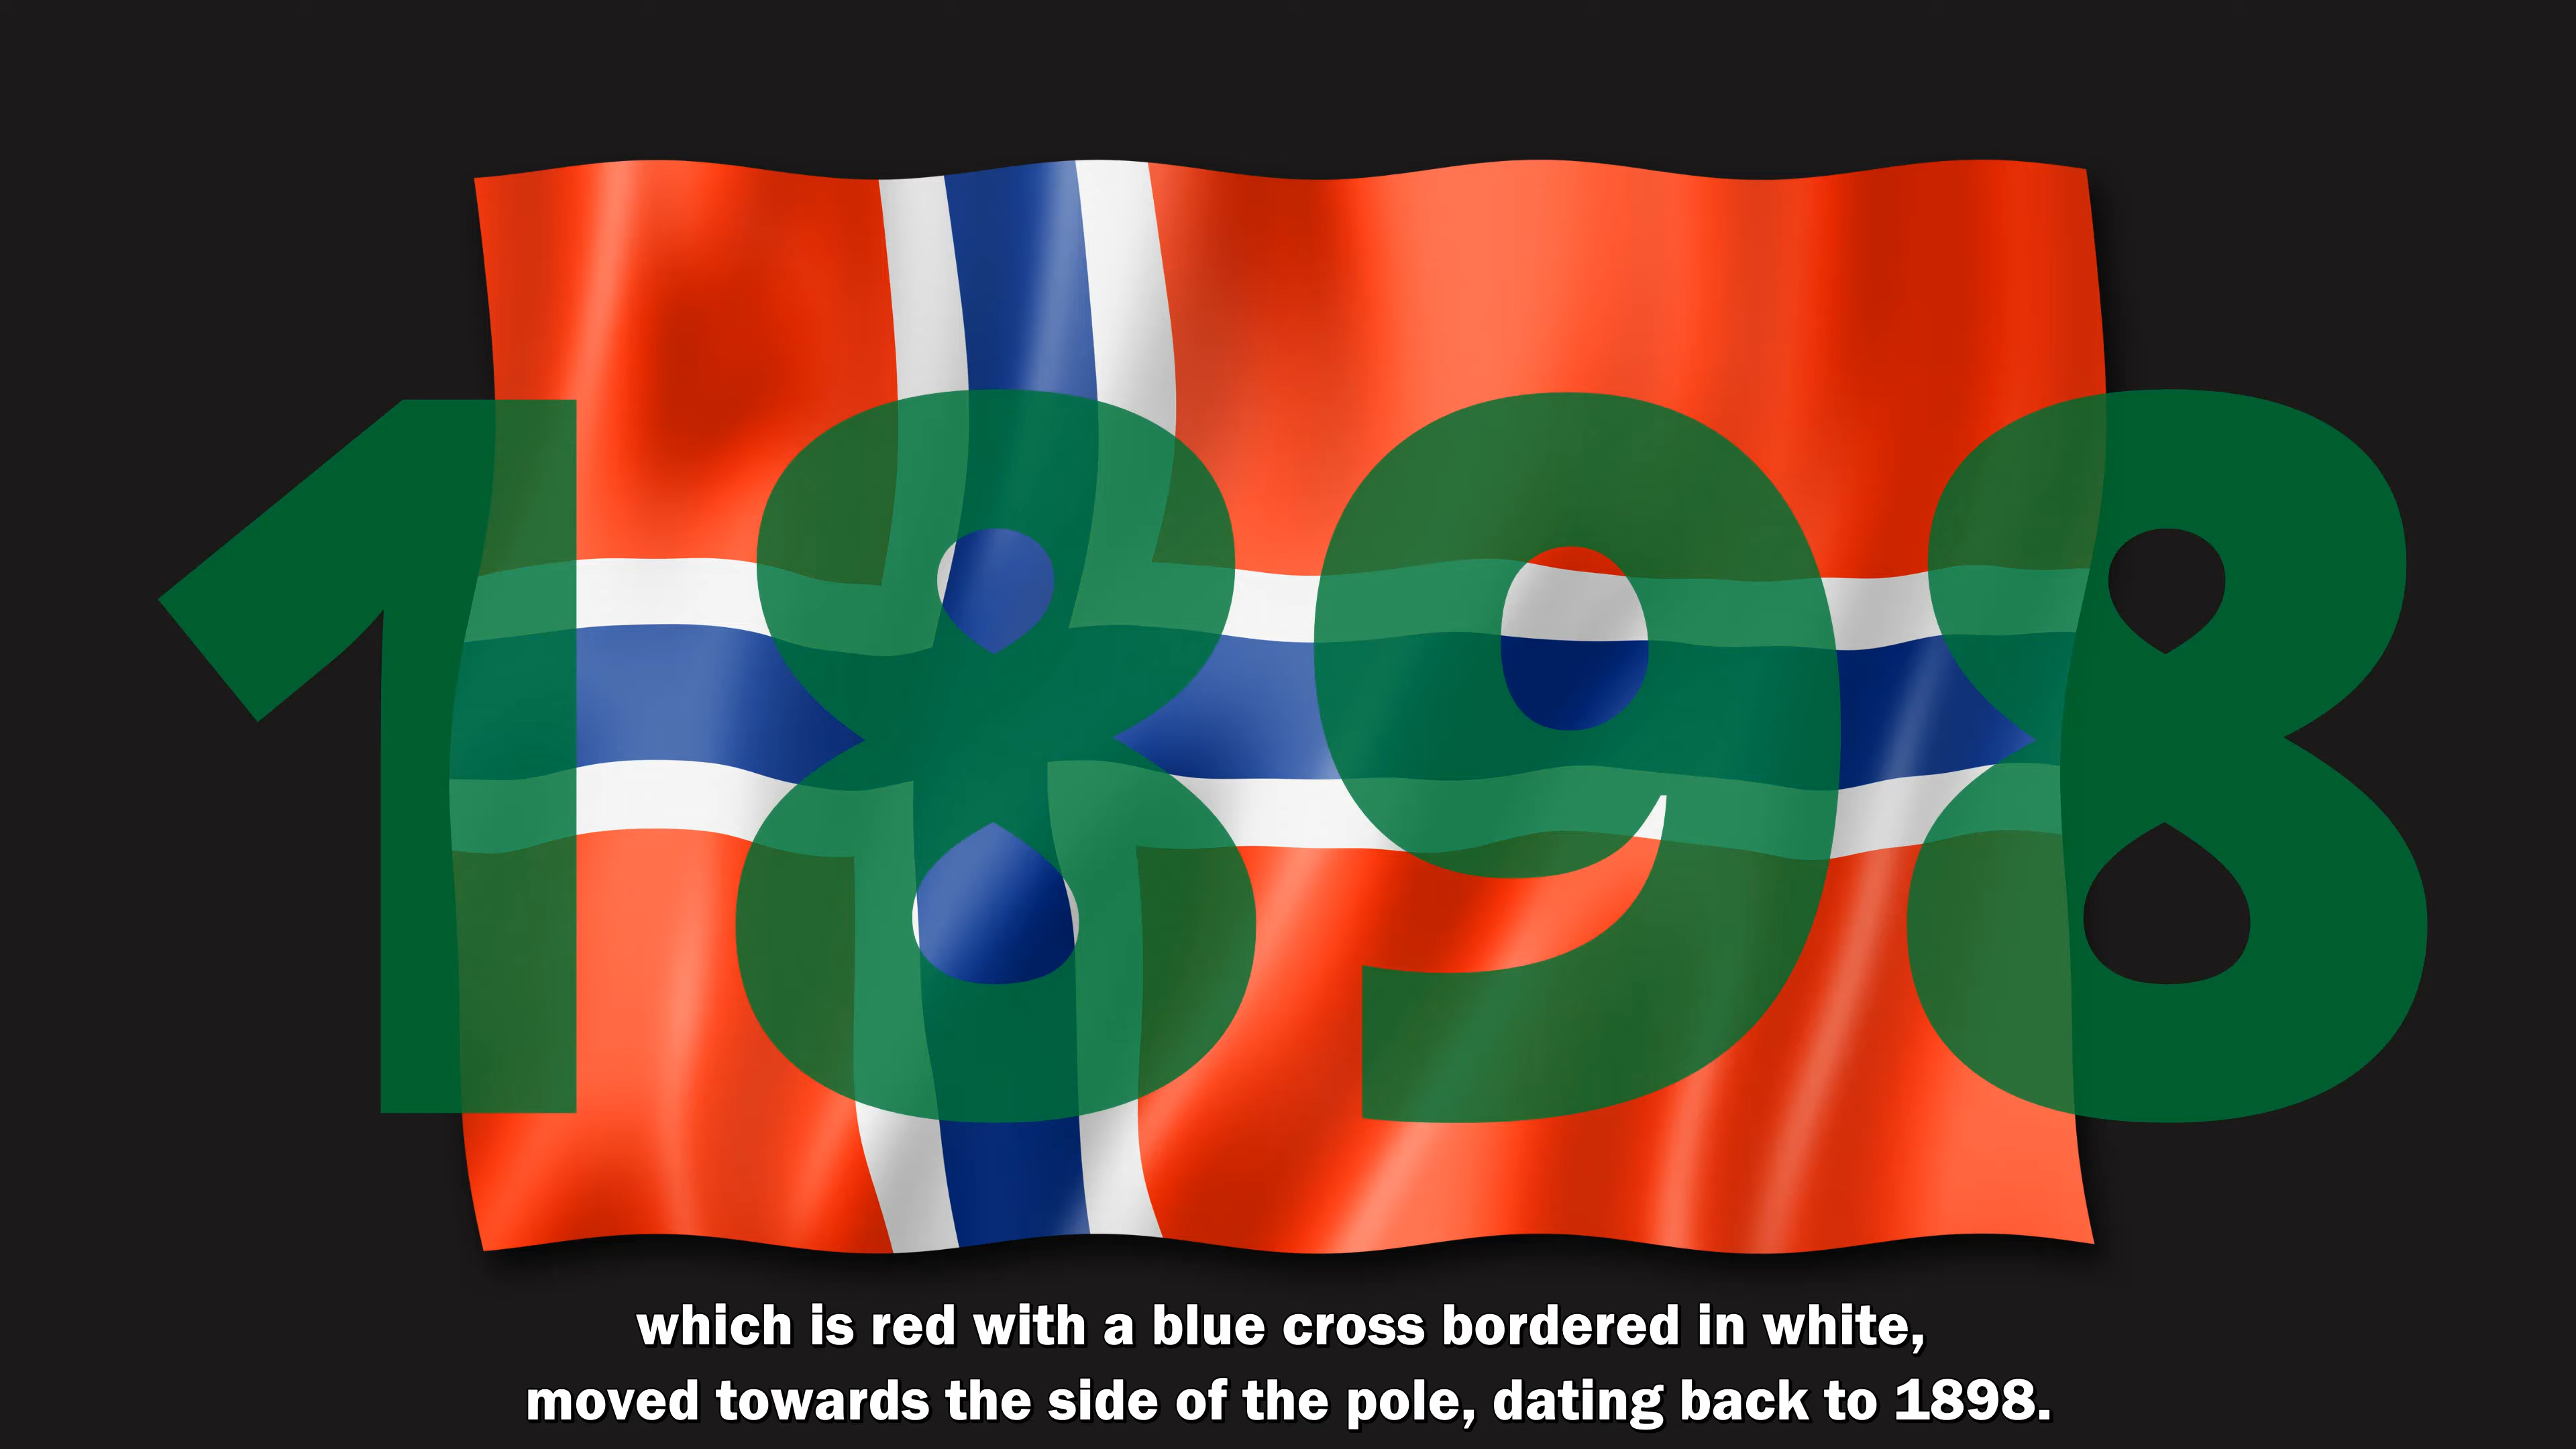 1898
which is red with a blue cross bordered in white,
moved towards the side of the pole, dating back to 1898.